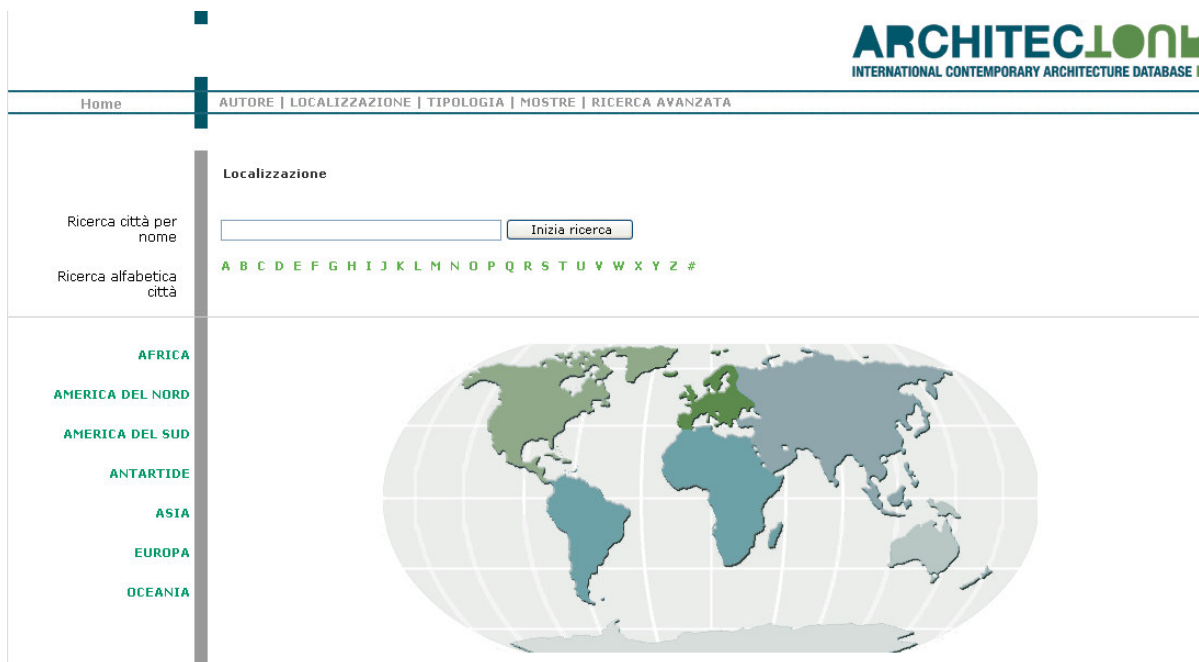 ARCHITECTOUR
INTERNATIONAL CONTEMPORARY ARCHITECTURE DATABASE
Home
AUTORE | LOCALIZZAZIONE | TIPOLOGIA | MOSTRE | RICERCA AVANZATA
Localizzazione
Ricerca città per
nome
Inizia ricerca
Ricerca alfabetica
città
A B C D E F G H I J K L M N O P Q R S T U V W X Y Z #
AFRICA
AMERICA DEL NORD
AMERICA DEL SUD
ANTARTIDE
ASIA
EUROPA
OCEANIA